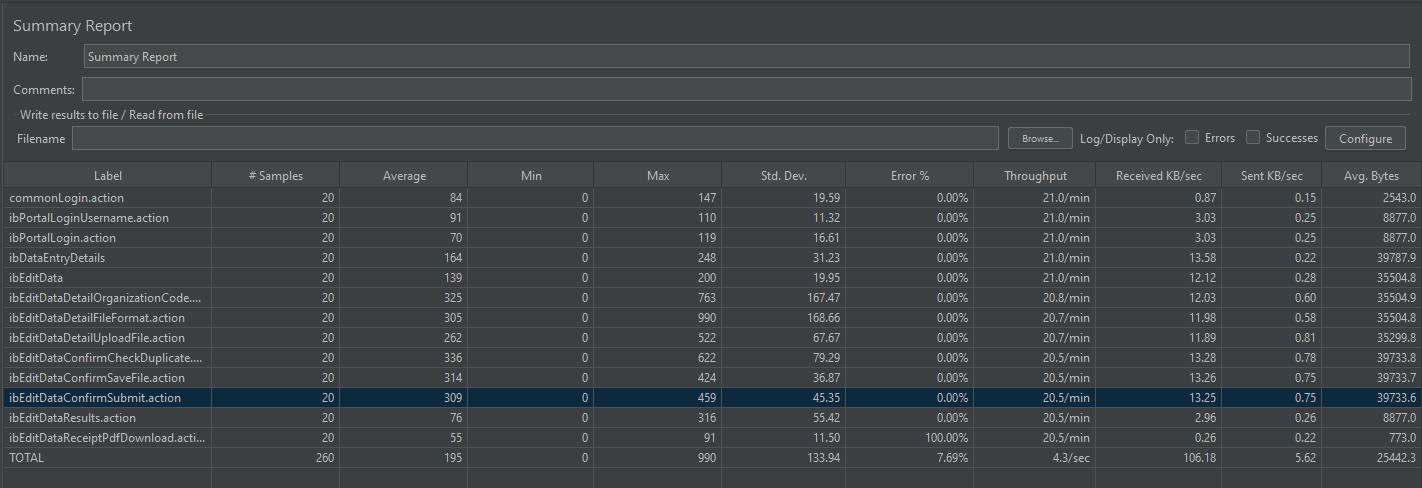 Summary Report
Name: Summary Report
Comments:
Write results to file / Read from file
Filename Browse... Log/Display Only: Errors Successes Configure
Label # Samples Average Min Max Std. Dev. Error % Throughput Received KB/sec Sent KB/sec Avg. Bytes
commonLogin.action 20 84 0 147 19.59 0.00% 21.0/min 0.87 0.15 2543.0
ibPortalLoginUsername.action 20 91 0 110 11.32 0.00% 21.0/min 3.03 0.25 8877.0
ibPortalLogin.action 20 70 0 119 16.61 0.00% 21.0/min 3.03 0.25 8877.0
ibDataEntryDetails 20 164 0 248 31.23 0.00% 21.0/min 13.58 0.22 39787.9
ibEditData 20 139 0 200 19.95 0.00% 21.0/min 12.12 0.28 35504.8
ibEditDataDetailOrganizationCode.... 20 325 0 763 167.47 0.00% 20.8/min 12.03 0.60 35504.9
ibEditDataDetailFileFormat.action 20 305 0 990 168.66 0.00% 20.7/min 11.98 0.58 35504.8
ibEditDataDetailUploadFile.action 20 262 0 522 67.67 0.00% 20.7/min 11.89 0.81 35299.8
ibEditDataConfirmCheckDuplicate.... 20 336 0 622 79.29 0.00% 20.5/min 13.28 0.78 39733.8
ibEditDataConfirmSaveFile.action 20 314 0 424 36.87 0.00% 20.5/min 13.26 0.75 39733.7
ibEditDataConfirmSubmit.action 20 309 0 459 45.35 0.00% 20.5/min 13.25 0.75 39733.6
ibEditDataResults.action 20 76 0 316 55.42 0.00% 20.5/min 2.96 0.26 8877.0
ibEditDataReceiptPdfDownload.acti... 20 55 0 91 11.50 100.00% 20.5/min 0.26 0.22 773.0
TOTAL 260 195 0 990 133.94 7.69% 4.3/sec 106.18 5.62 25442.3